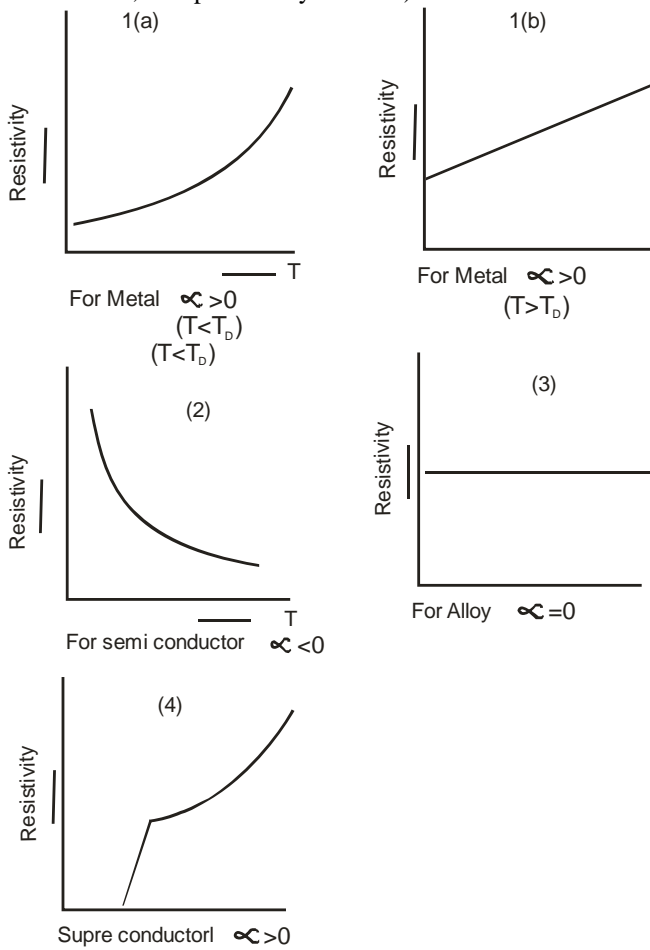 1(a)
1(b)
Resistivity
Resistivity
T
For Metal ∝ >0
(T<T_D)
(T<T_D)
For Metal ∝ >0
(T>T_D)
(2)
(3)
Resistivity
Resistivity
T
For semi conductor ∝ <0
For Alloy ∝ =0
(4)
Resistivity
Supre conductorl ∝ >0